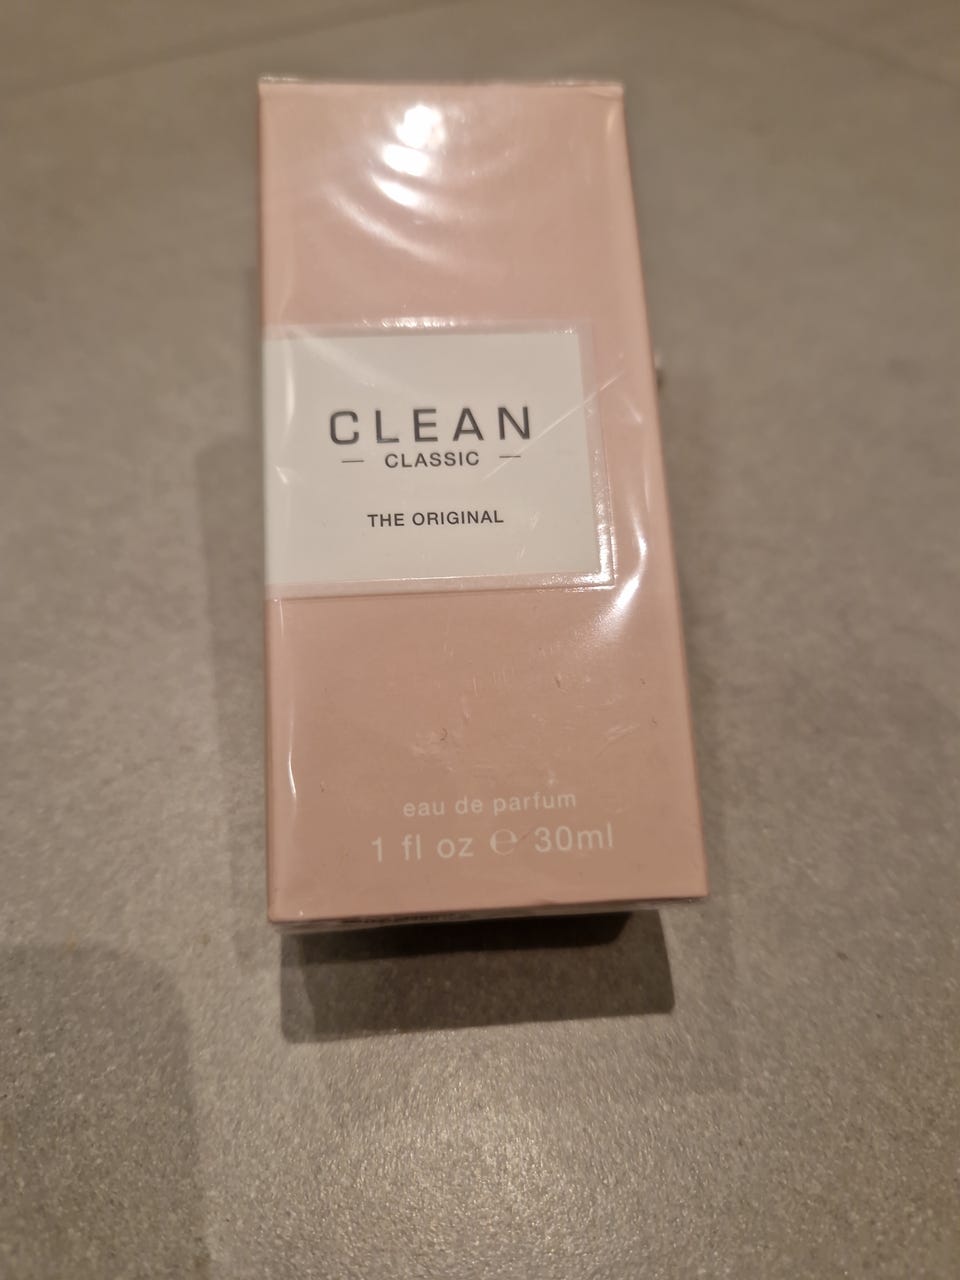 CLEAN
— CLASSIC —
THE ORIGINAL
eau de parfum
1 fl oz ℮ 30ml